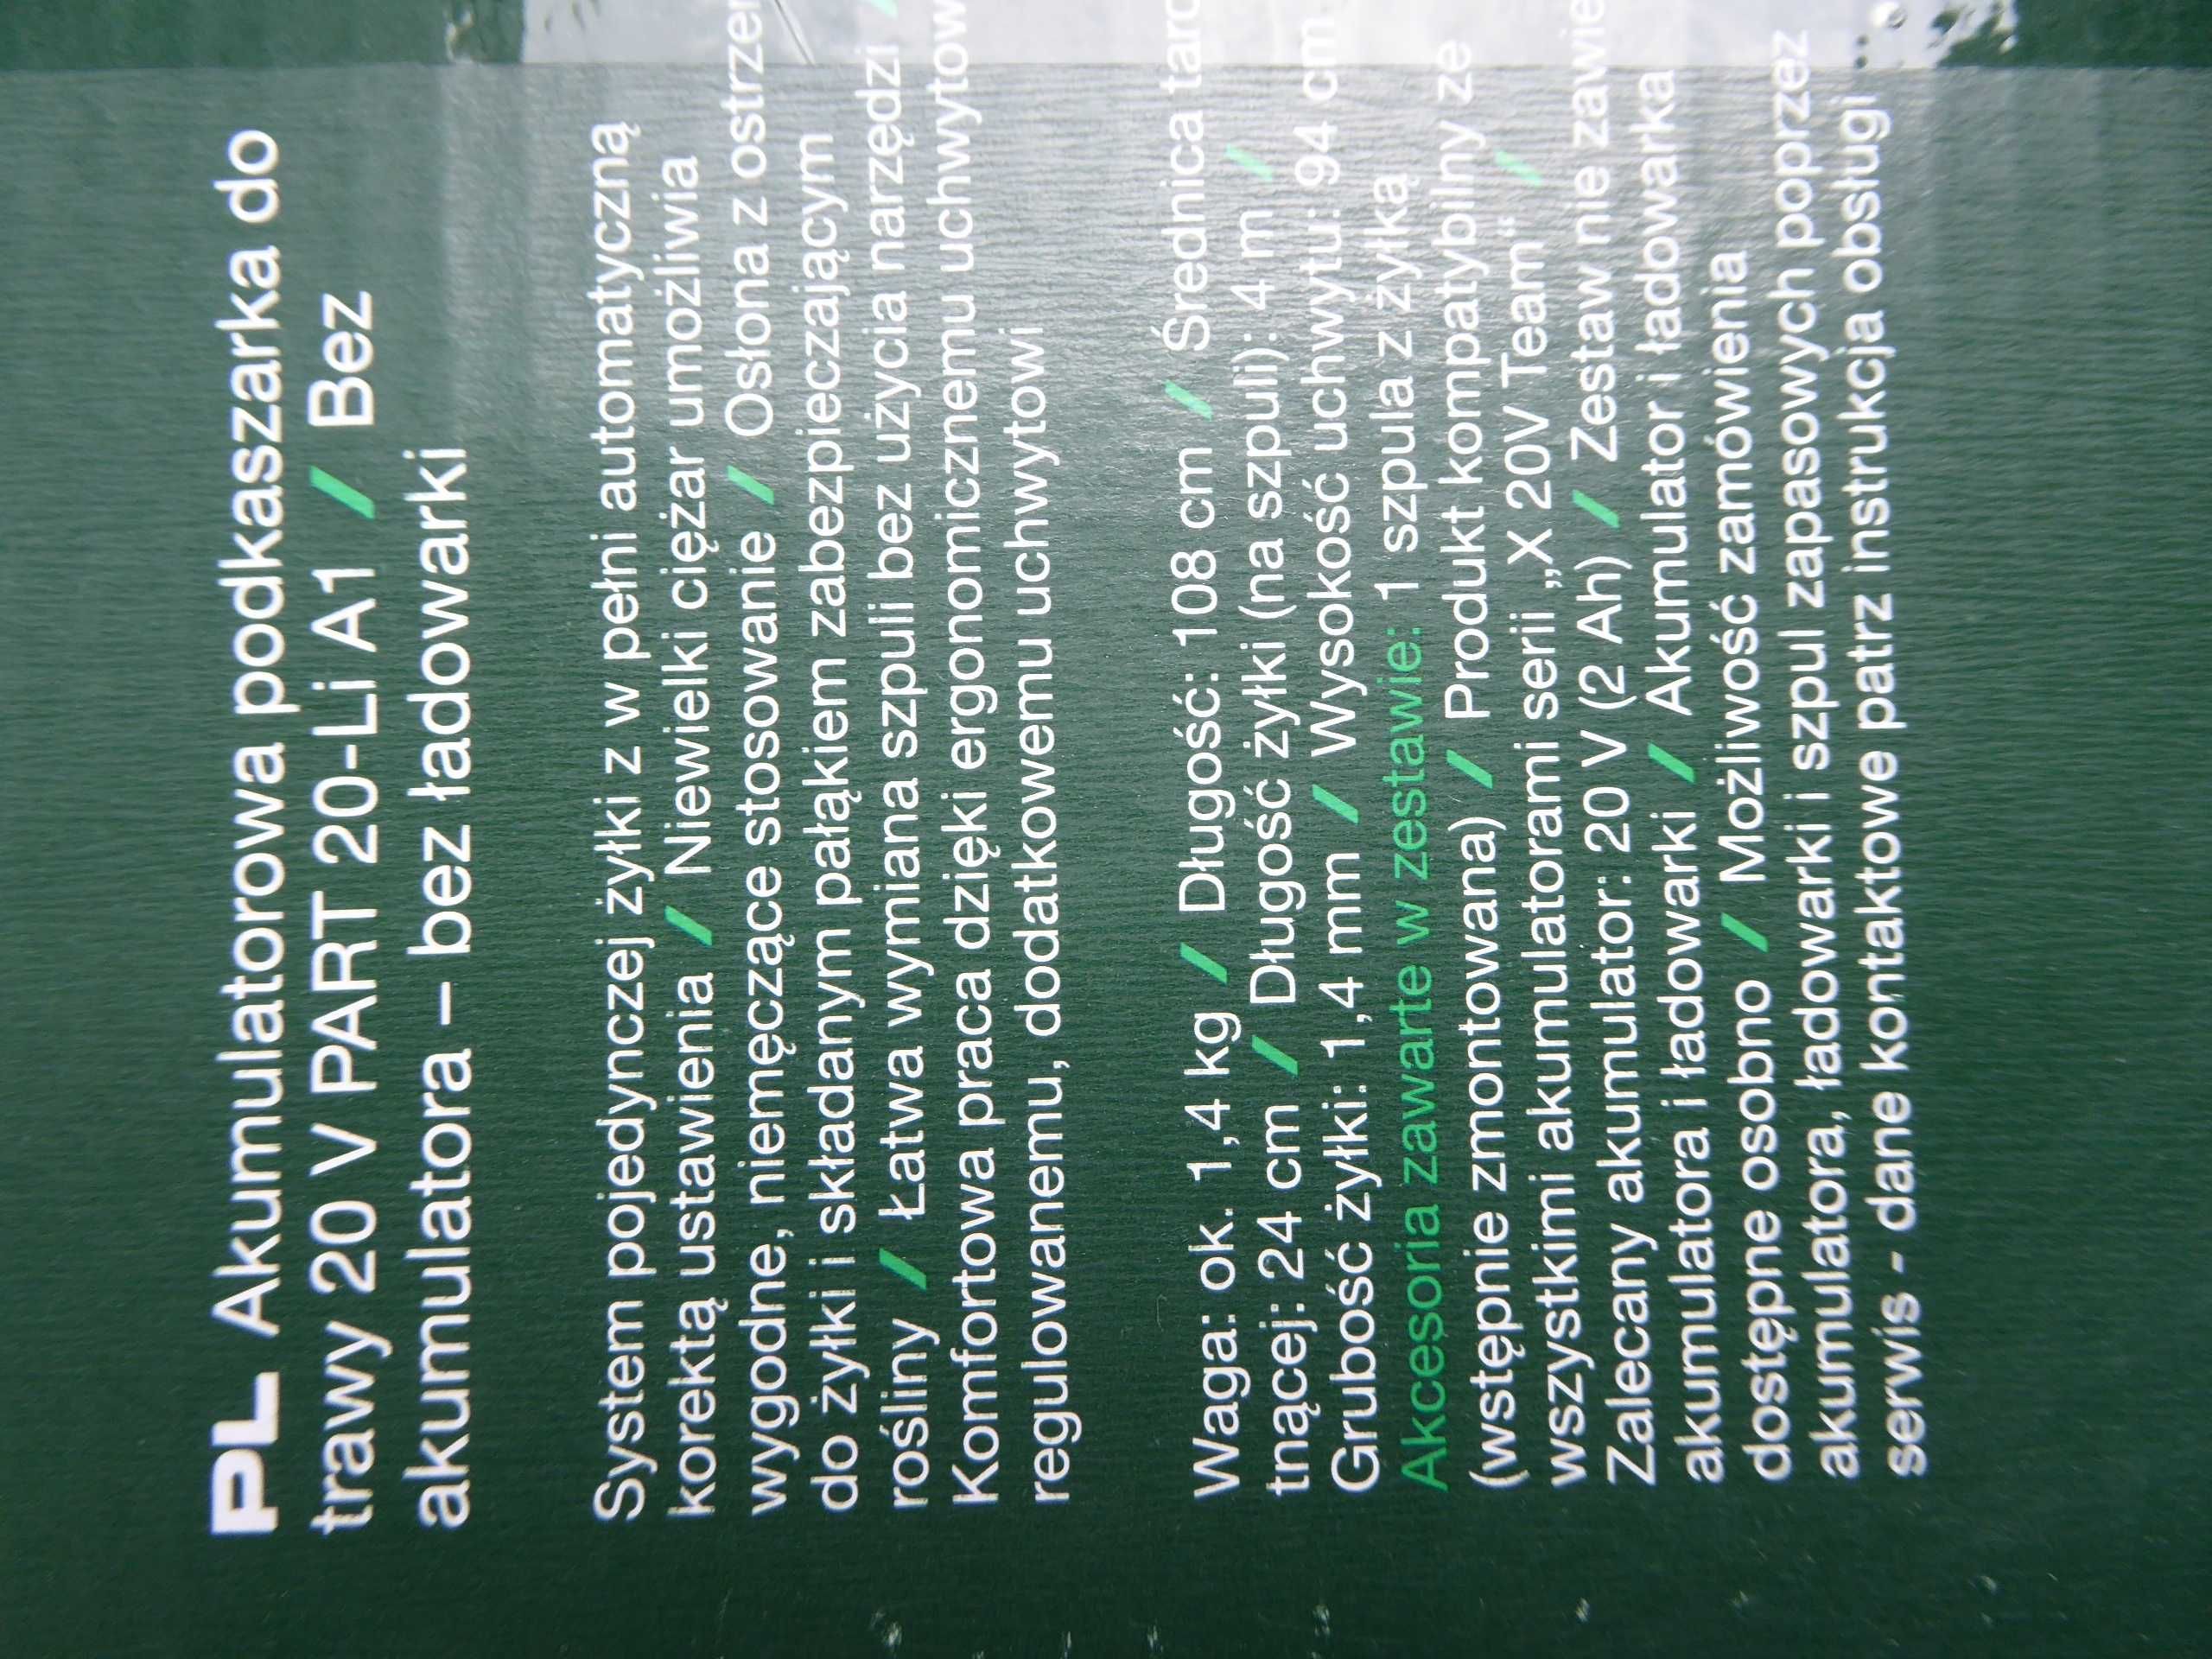 PL Akumulatorowa podkaszarka do
trawy 20 V PART 20-Li A1 / Bez
akumulatora – bez ładowarki
System pojedynczej żyłki z w pełni automatyczną
korektą ustawienia / Niewielki ciężar umożliwia
wygodne, niemęczące stosowanie / Osłona z ostrzem
do żyłki i składanym pałąkiem zabezpieczającym
rośliny / Łatwa wymiana szpuli bez użycia narzędzi /
Komfortowa praca dzięki ergonomicznemu uchwytowi
regulowanemu, dodatkowemu uchwytowi
Waga: ok. 1,4 kg / Długość: 108 cm / Średnica
tnącej: 24 cm / Długość żyłki (na szpuli): 4 m /
Grubość żyłki: 1,4 mm / Wysokość uchwytu: 94 cm
Akcesoria zawarte w zestawie: 1 szpula z żyłką
(wstępnie zmontowana) / Produkt kompatybilny ze
wszystkimi akumulatorami serii „X 20V Team“ /
Zalecany akumulator: 20 V (2 Ah) / Zestaw nie
akumulatora i ładowarki / Akumulator i ładowarka
dostępne osobno / Możliwość zamówienia
akumulatora, ładowarki i szpul zapasowych poprzez
serwis - dane kontaktowe patrz instrukcja obsługi